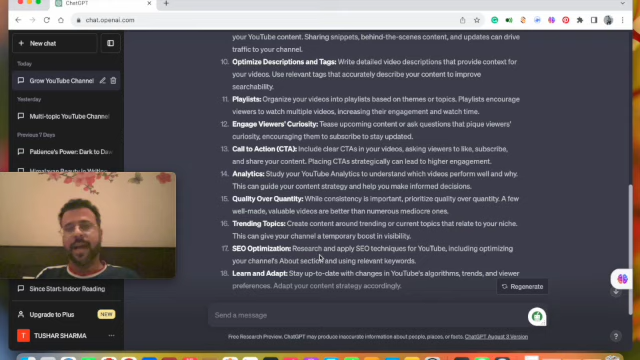 ChatGPT
chat.openai.com
New chat
Today
Grow YouTube Channel
Yesterday
Multi-topic YouTube Channel
Previous 7 Days
Patience's Power: Dark to Daw
Since Start: Indoor Reading
Upgrade to Plus
TUSHAR SHARMA
your YouTube content. Sharing snippets, behind-the-scenes content, and updates can drive
traffic to your channel.
10. Optimize Descriptions and Tags: Write detailed video descriptions that provide context for
your videos. Use relevant tags that accurately describe your content to improve
searchability.
11. Playlists: Organize your videos into playlists based on themes or topics. Playlists encourage
viewers to watch multiple videos, increasing their engagement and watch time.
12. Engage Viewers' Curiosity: Tease upcoming content or ask questions that pique viewers'
curiosity, encouraging them to subscribe to stay updated.
13. Call to Action (CTA): Include clear CTAs in your videos, asking viewers to like, subscribe,
and share your content. Placing CTAs strategically can lead to higher engagement.
14. Analytics: Study your YouTube Analytics to understand which videos perform well and why.
This can guide your content strategy and help you make informed decisions.
15. Quality Over Quantity: While consistency is important, prioritize quality over quantity. A few
well-made, valuable videos are better than numerous mediocre ones.
16. Trending Topics: Create content around trending or current topics that relate to your niche.
This can give your channel a temporary boost in visibility.
17. SEO Optimization: Research and apply SEO techniques for YouTube, including optimizing
your channel's About section and using relevant keywords.
18. Learn and Adapt: Stay up-to-date with changes in YouTube's algorithms, trends, and viewer
preferences. Adapt your content strategy accordingly.
Regenerate
Send a message
Free Research Preview. ChatGPT may produce inaccurate information about people, places, or facts. ChatGPT August 3 Version